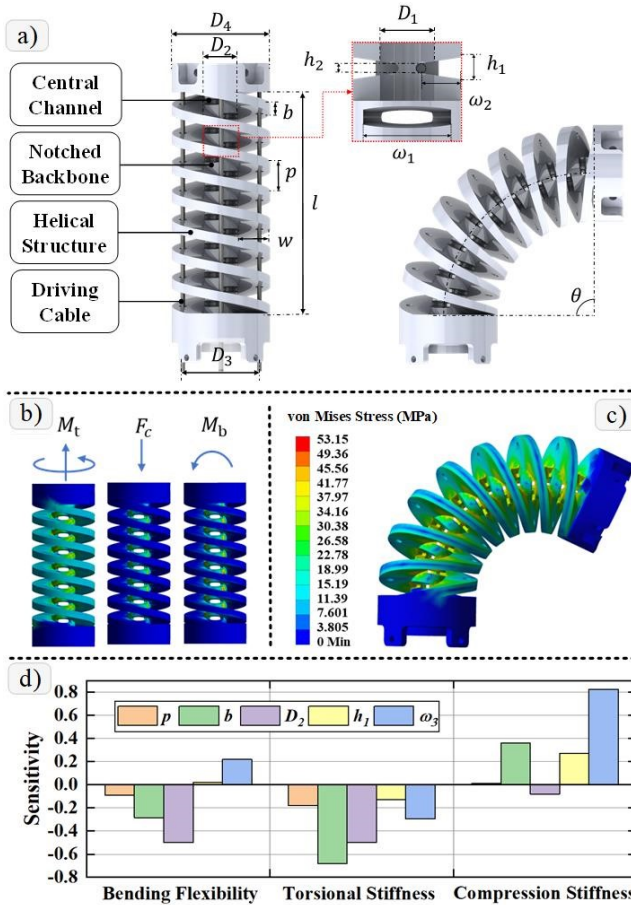 a)
D₄
D₂
D₁
h₂
h₁
ω₂
ω₁
Central
Channel
b
Notched
Backbone
p
l
Helical
Structure
w
Driving
Cable
θ
D₃
b)
Mₜ
F_c
M_b
von Mises Stress (MPa)
c)
53.15
49.36
45.56
41.77
37.97
34.16
30.38
26.58
22.78
18.99
15.19
11.39
7.601
3.805
0 Min
d)
0.8
0.6
0.4
0.2
0.0
-0.2
-0.4
-0.6
-0.8
Sensitivity
p b D₂ h₁ ω₃
Bending Flexibility Torsional Stiffness Compression Stiffness